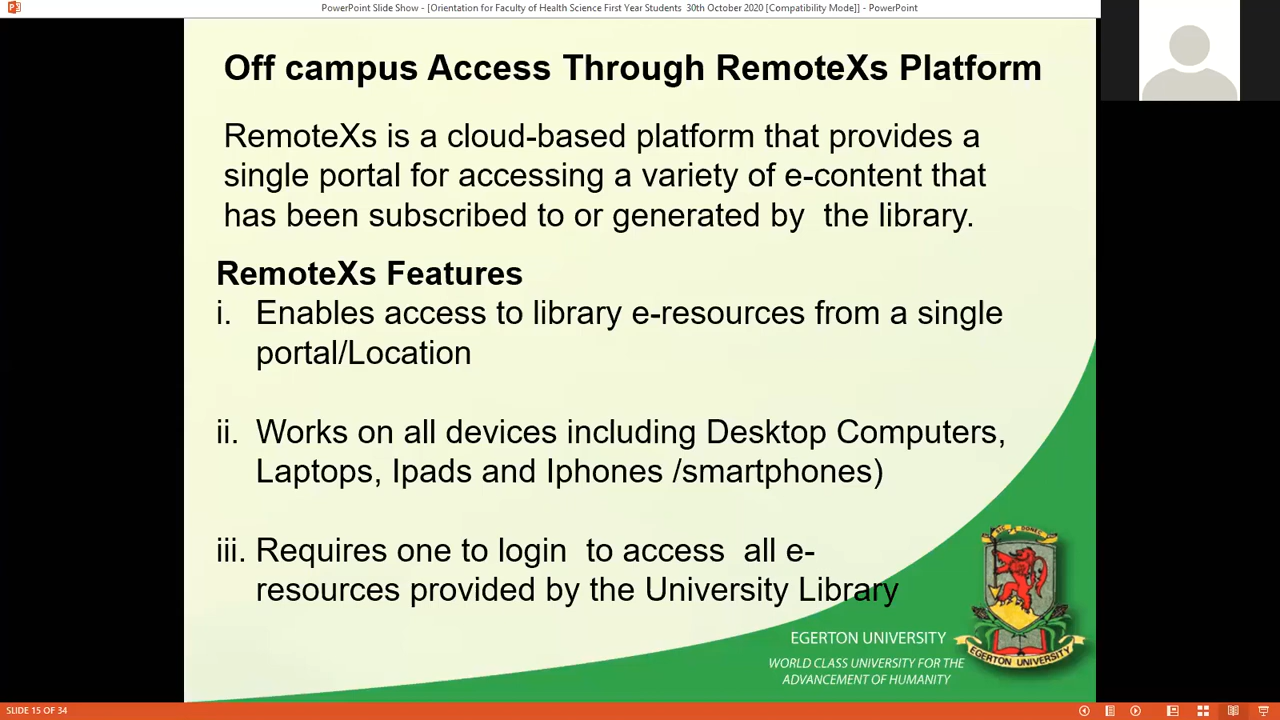 PowerPoint Slide Show - [Orientation for Faculty of Health Science First Year Students 30th October 2020 [Compatibility Mode]] - PowerPoint
Off campus Access Through RemoteXs Platform
RemoteXs is a cloud-based platform that provides a
single portal for accessing a variety of e-content that
has been subscribed to or generated by the library.
RemoteXs Features
i. Enables access to library e-resources from a single
portal/Location
ii. Works on all devices including Desktop Computers,
Laptops, Ipads and Iphones /smartphones)
iii. Requires one to login to access all e-
resources provided by the University Library
EGERTON UNIVERSITY
WORLD CLASS UNIVERSITY FOR THE
ADVANCEMENT OF HUMANITY
EGERTON UNIVERSITY
SLIDE 15 OF 34